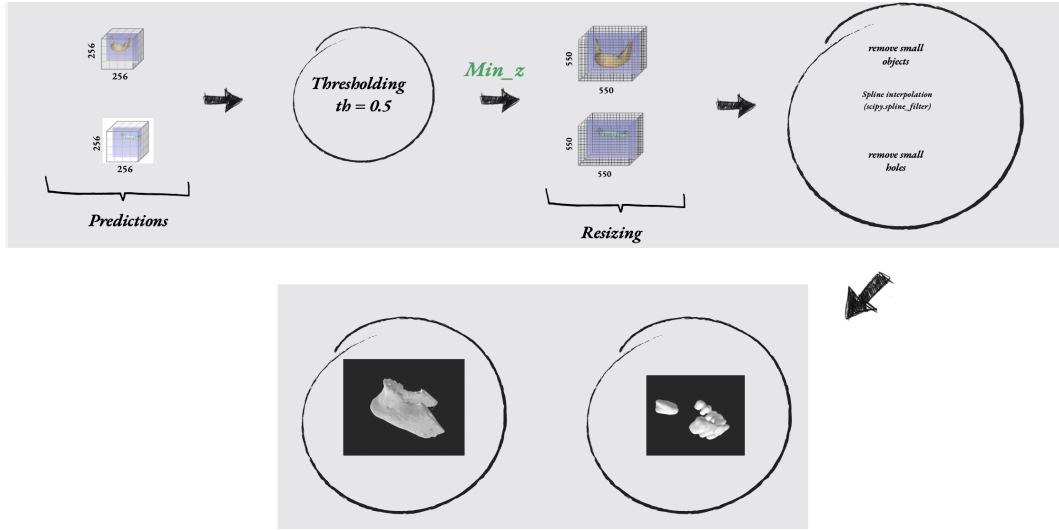 256
256
256
256
Predictions
Thresholding
th = 0.5
Min_z
550
550
550
550
Resizing
remove small
objects
Spline interpolation
(scipy.spline_filter)
remove small
holes